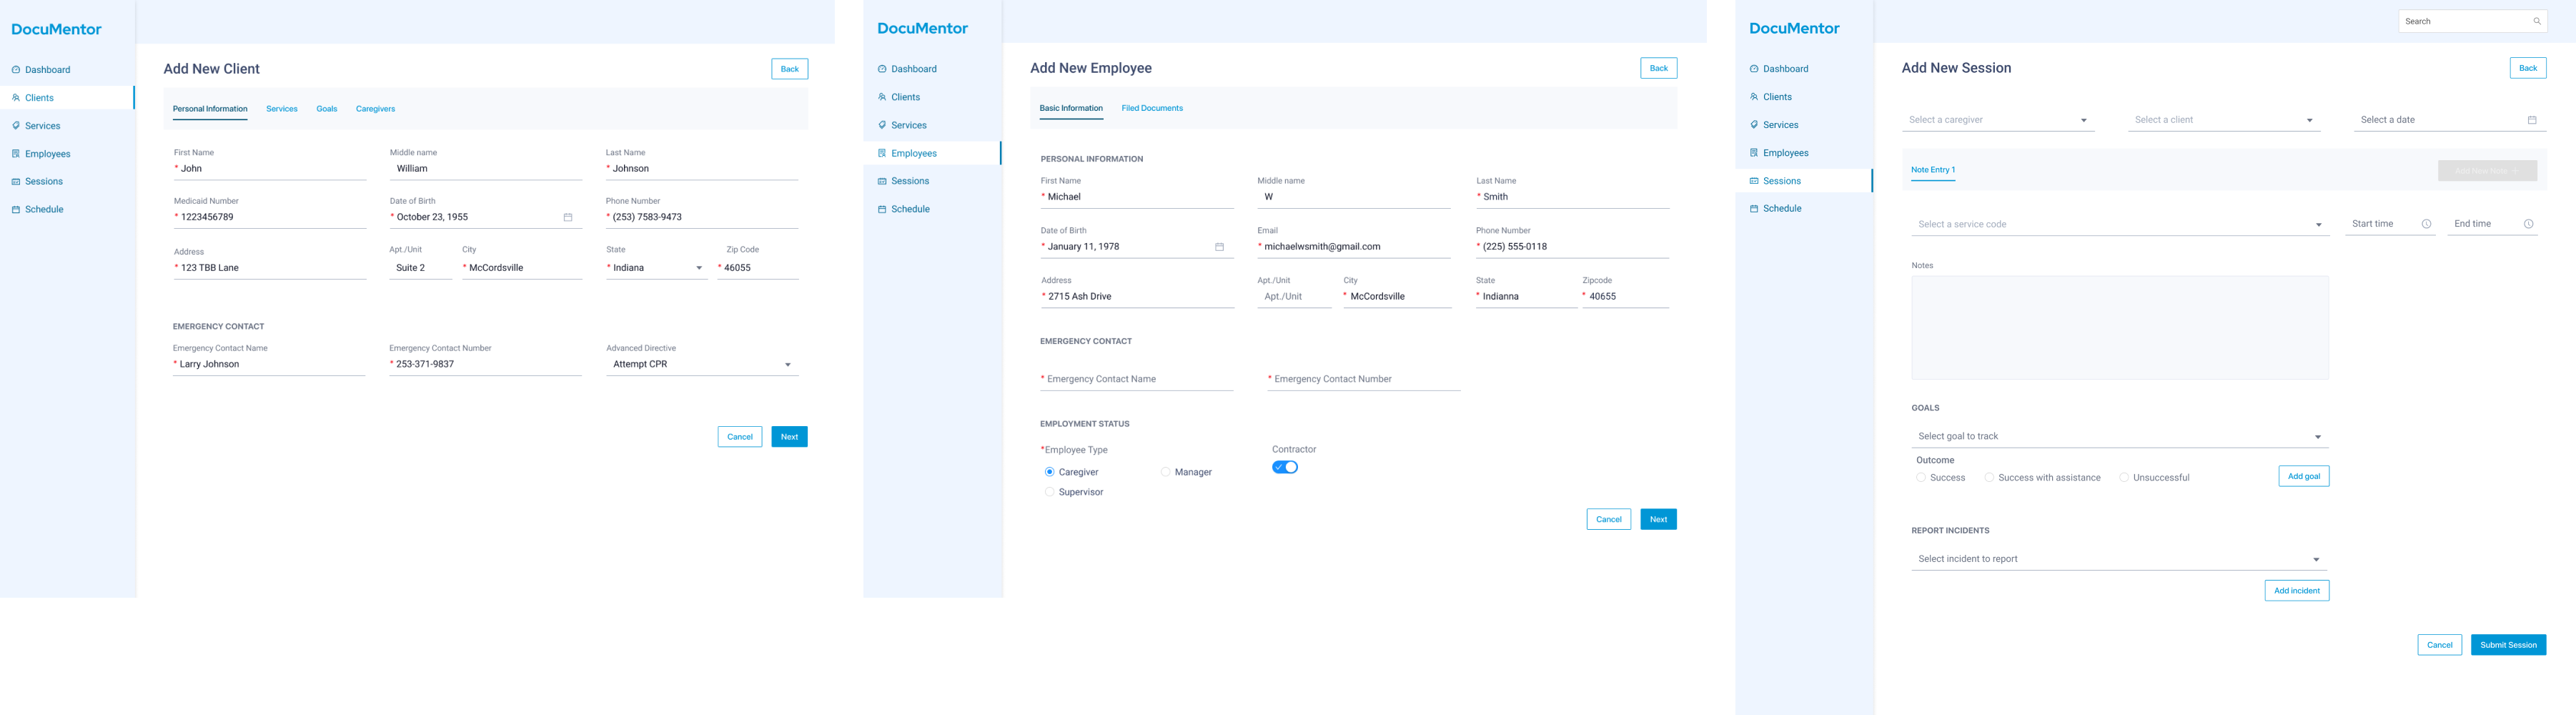 DocuMentor
Dashboard
Clients
Services
Employees
Sessions
Schedule
Add New Client
Back
Personal Information Services Goals Caregivers
First Name Middle name Last Name
* John William * Johnson
Medicaid Number Date of Birth Phone Number
* 1223456789 * October 23, 1955 * (253) 7583-9473
Address Apt./Unit City State Zip Code
* 123 TBB Lane Suite 2 * McCordsville * Indiana * 46055
EMERGENCY CONTACT
Emergency Contact Name Emergency Contact Number Advanced Directive
* Larry Johnson * 253-371-9837 Attempt CPR
Cancel Next
DocuMentor
Dashboard
Clients
Services
Employees
Sessions
Schedule
Add New Employee
Back
Basic Information Filed Documents
PERSONAL INFORMATION
First Name Middle name Last Name
* Michael W * Smith
Date of Birth Email Phone Number
* January 11, 1978 * michaelwsmith@gmail.com * (225) 555-0118
Address Apt./Unit City State Zipcode
* 2715 Ash Drive Apt./Unit * McCordsville * Indianna * 40655
EMERGENCY CONTACT
* Emergency Contact Name * Emergency Contact Number
EMPLOYMENT STATUS
*Employee Type Contractor
Caregiver Manager
Supervisor
Cancel Next
DocuMentor
Dashboard
Clients
Services
Employees
Sessions
Schedule
Search
Add New Session
Back
Select a caregiver Select a client Select a date
Note Entry 1 Add New Note +
Select a service code Start time End time
Notes
GOALS
Select goal to track
Outcome
Success Success with assistance Unsuccessful Add goal
REPORT INCIDENTS
Select incident to report
Add incident
Cancel Submit Session